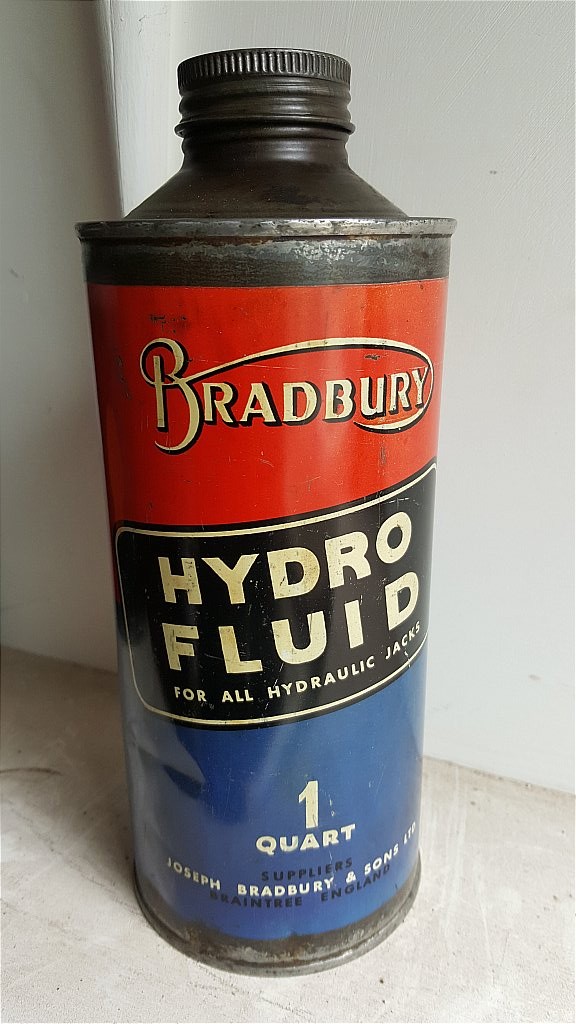 BRADBURY
HYDRO
FLUID
FOR ALL HYDRAULIC JACKS
1
QUART
SUPPLIERS
JOSEPH BRADBURY & SONS LTD
BRAINTREE ENGLAND